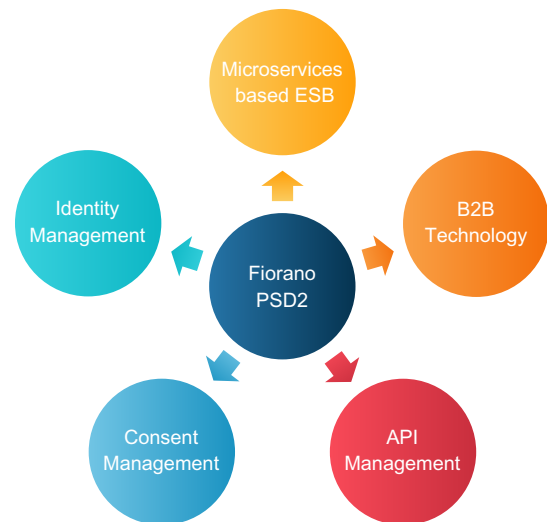 Microservices
based ESB
Identity
Management
B2B
Technology
Fiorano
PSD2
Consent
Management
API
Management